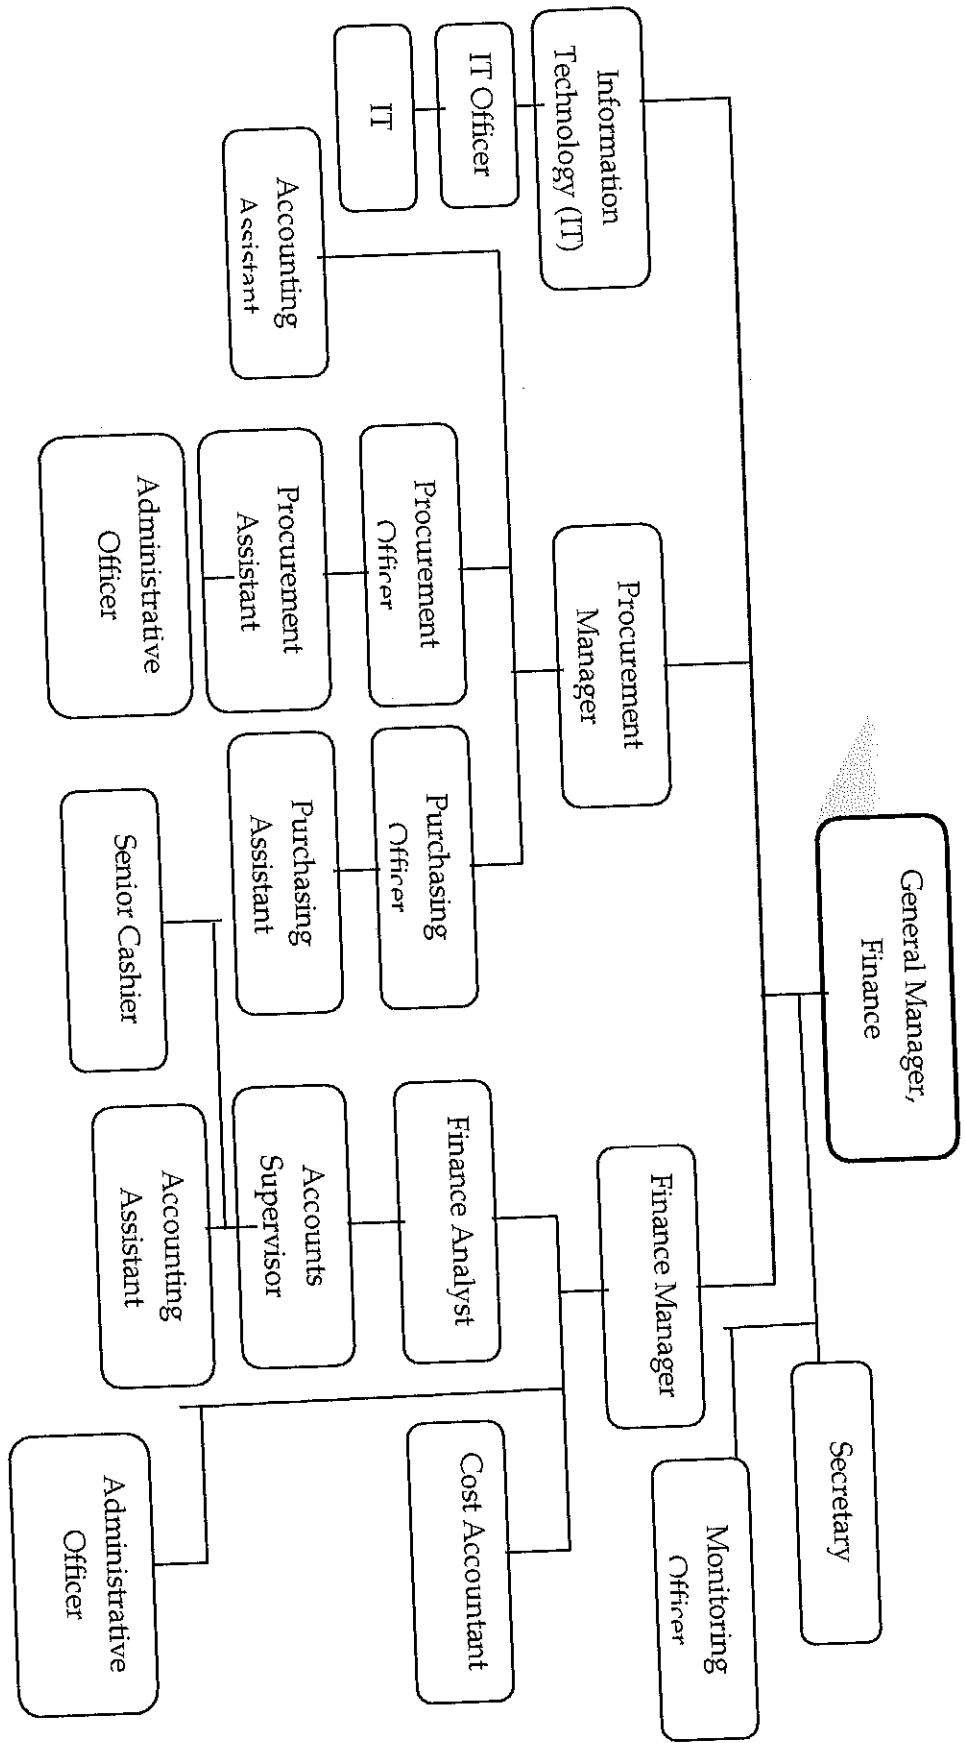 General Manager,
Finance
Secretary
Monitoring
Officer
Information
Technology (IT)
Procurement
Manager
Finance Manager
IT Officer
IT
Accounting
Assistant
Procurement
Officer
Purchasing
Officer
Finance Analyst
Cost Accountant
Procurement
Assistant
Purchasing
Assistant
Accounts
Supervisor
Administrative
Officer
Senior Cashier
Accounting
Assistant
Administrative
Officer